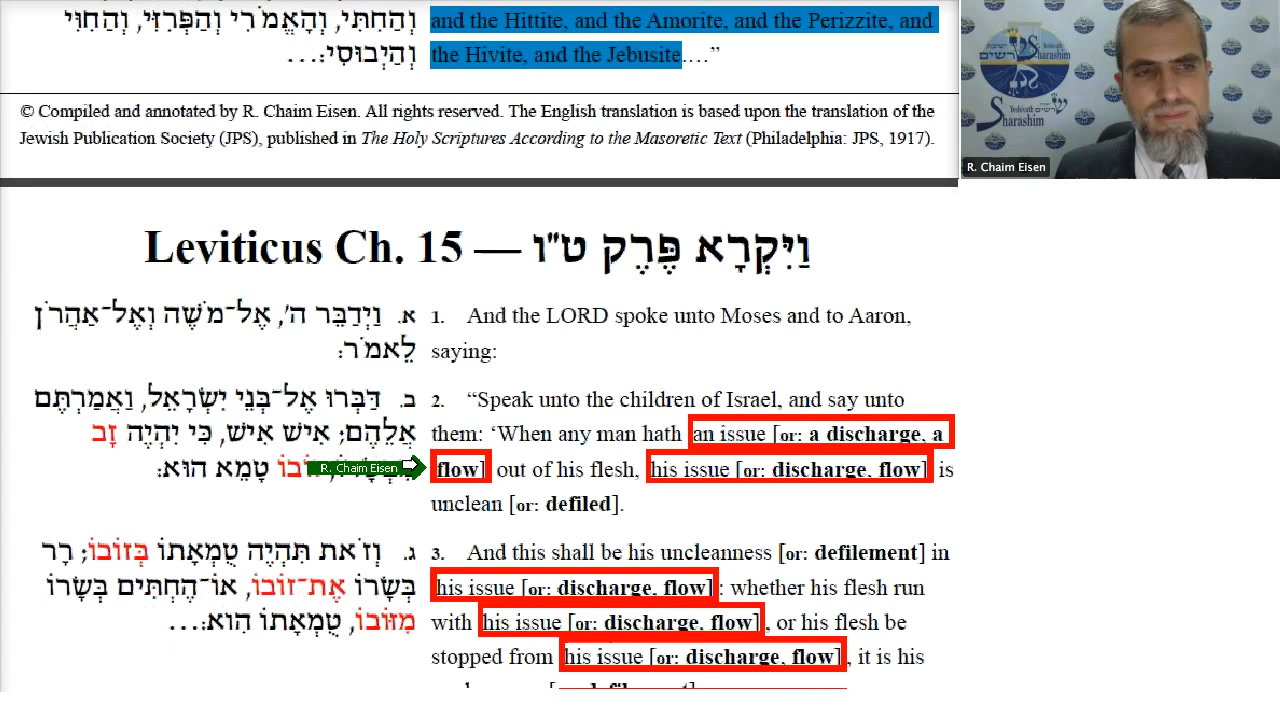 וְהַחִתִּי, וְהָאֱמֹרִי וְהַפְּרִזִּי, וְהַחִוִּי
וְהַיְבוּסִי:…
and the Hittite, and the Amorite, and the Perizzite, and
the Hivite, and the Jebusite….”
© Compiled and annotated by R. Chaim Eisen. All rights reserved. The English translation is based upon the translation of
Jewish Publication Society (JPS), published in The Holy Scriptures According to the Masoretic Text (Philadelphia: JPS, 1917).
Yeshivath Sharashim
ישיבת שרשים
R. Chaim Eisen
Leviticus Ch. 15 — וַיִּקְרָא פֶּרֶק ט"ו
א. וַיְדַבֵּר ה', אֶל־מֹשֶׁה וְאֶל־אַהֲרֹן
לֵאמֹר:
1. And the LORD spoke unto Moses and to Aaron,
saying:
ב. דַּבְּרוּ אֶל־בְּנֵי יִשְׂרָאֵל, וַאֲמַרְתֶּם
אֲלֵהֶם; אִישׁ אִישׁ, כִּי יִהְיֶה זָב
טָמֵא הוּא:
R. Chaim Eisen
2. “Speak unto the children of Israel, and say unto
them: ‘When any man hath an issue [or: a discharge, a
flow] out of his flesh, his issue [or: discharge, flow] is
unclean [or: defiled].
ג. וְזֹאת תִּהְיֶה טֻמְאָתוֹ בְּזוֹבוֹ; רָר
בְּשָׂרוֹ אֶת־זוֹבוֹ, אוֹ־הֶחְתִּים בְּשָׂרוֹ
מִזּוֹבוֹ, טֻמְאָתוֹ הִוא:…
3. And this shall be his uncleanness [or: defilement] in
his issue [or: discharge, flow]: whether his flesh run
with his issue [or: discharge, flow], or his flesh be
stopped from his issue [or: discharge, flow], it is his